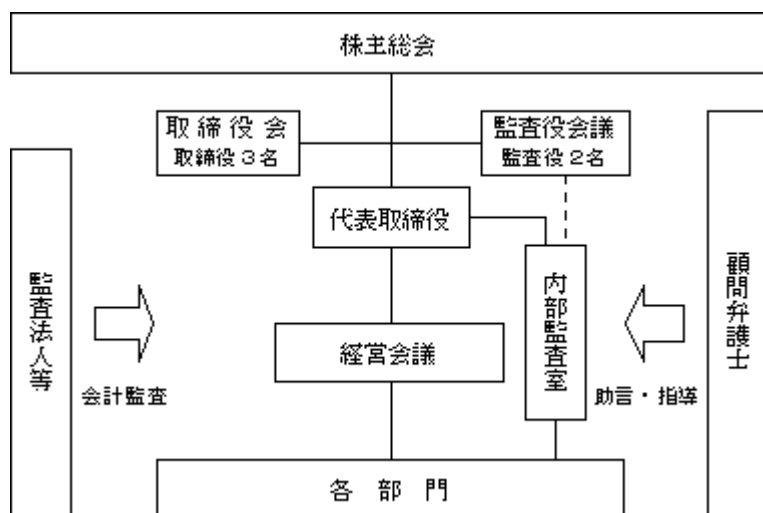 株主総会
取締役会
取締役３名
監査役会議
監査役２名
代表取締役
監査法人等
会計監査
経営会議
内部監査室
助言・指導
顧問弁護士
各部門